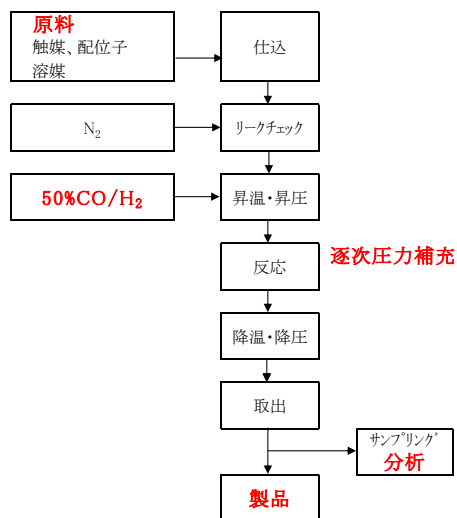 原料
触媒、配位子
溶媒
仕込
N₂
リークチェック
50%CO/H₂
昇温・昇圧
反応
逐次圧力補充
降温・降圧
取出
サンプリング
分析
製品